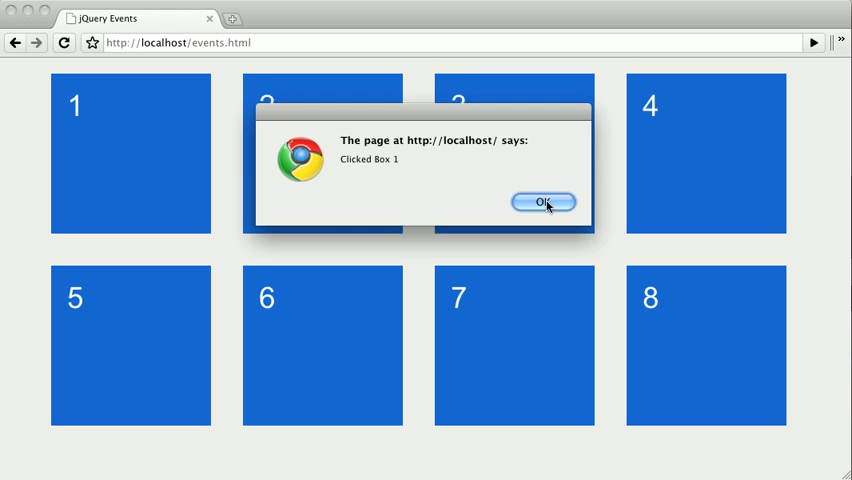 jQuery Events
http://localhost/events.html
1
4
The page at http://localhost/ says:
Clicked Box 1
OK
5
6
7
8